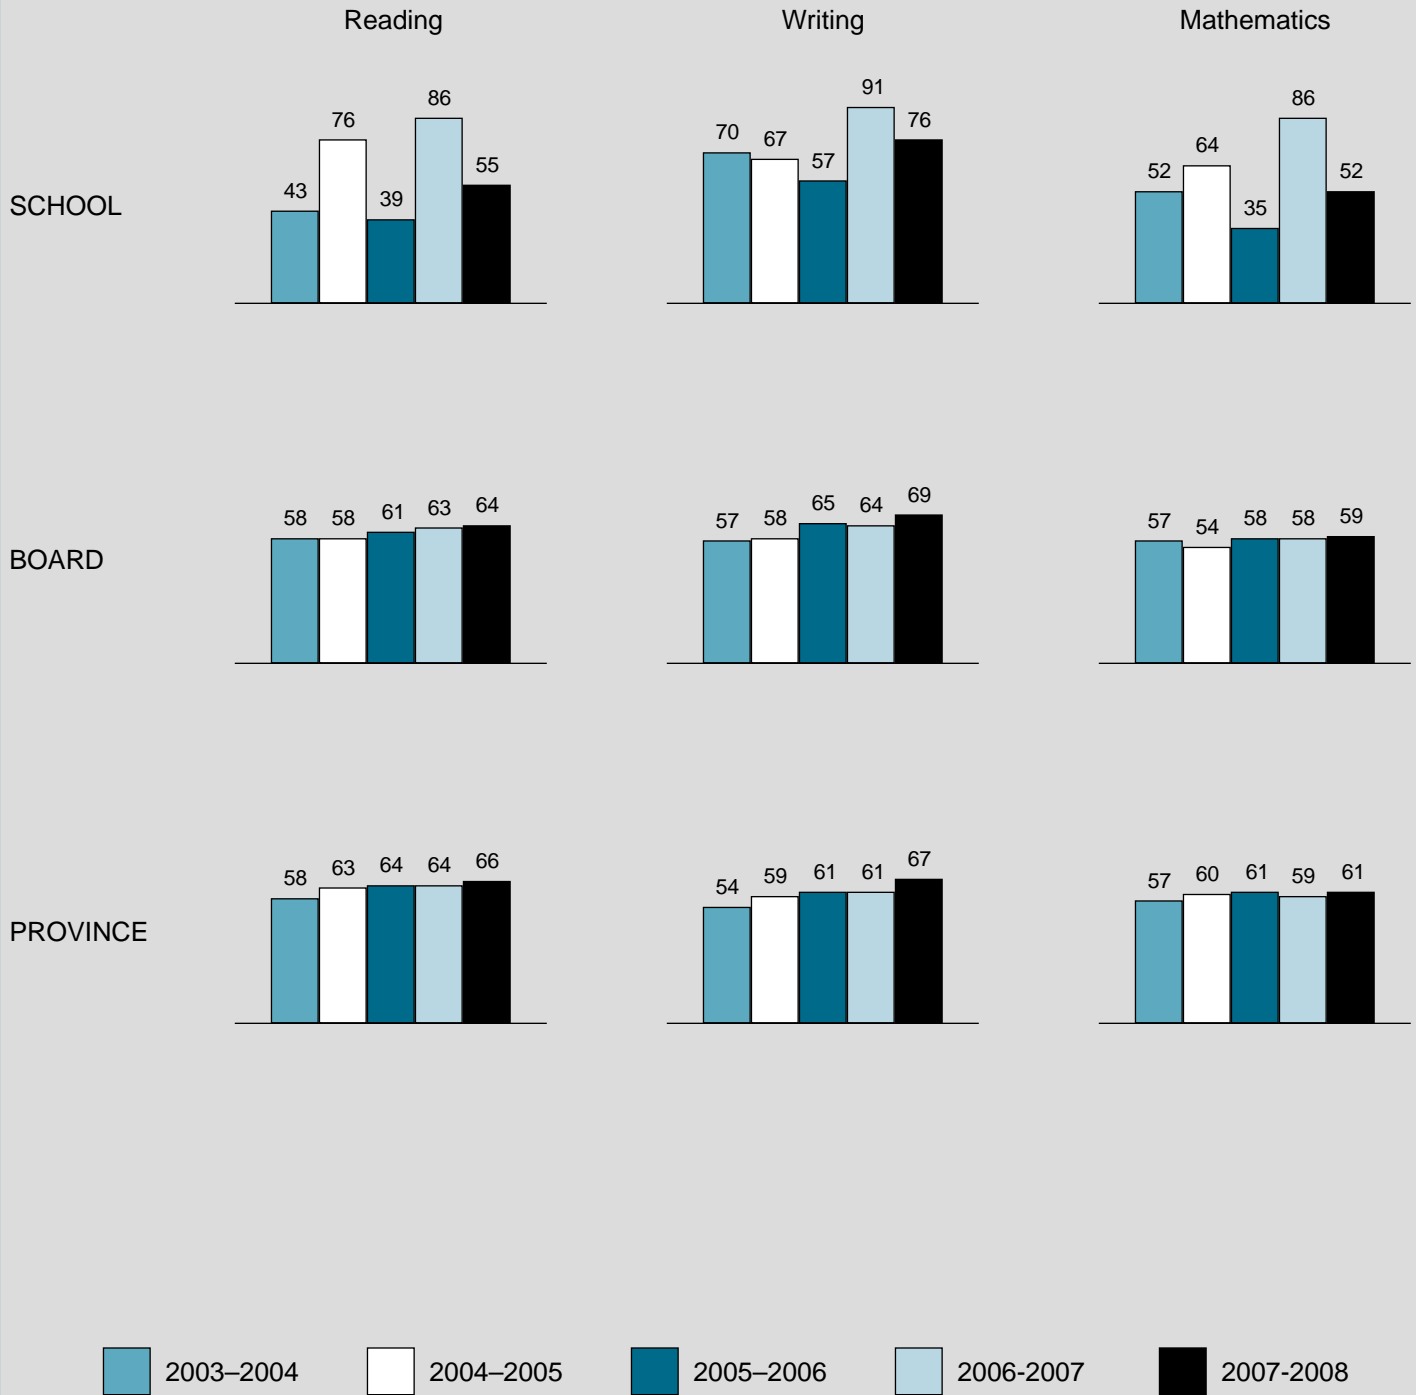 Reading Writing Mathematics
SCHOOL
43 76 39 86 55
70 67 57 91 76
52 64 35 86 52
BOARD
58 58 61 63 64
57 58 65 64 69
57 54 58 58 59
PROVINCE
58 63 64 64 66
54 59 61 61 67
57 60 61 59 61
2003–2004 2004–2005 2005–2006 2006-2007 2007-2008